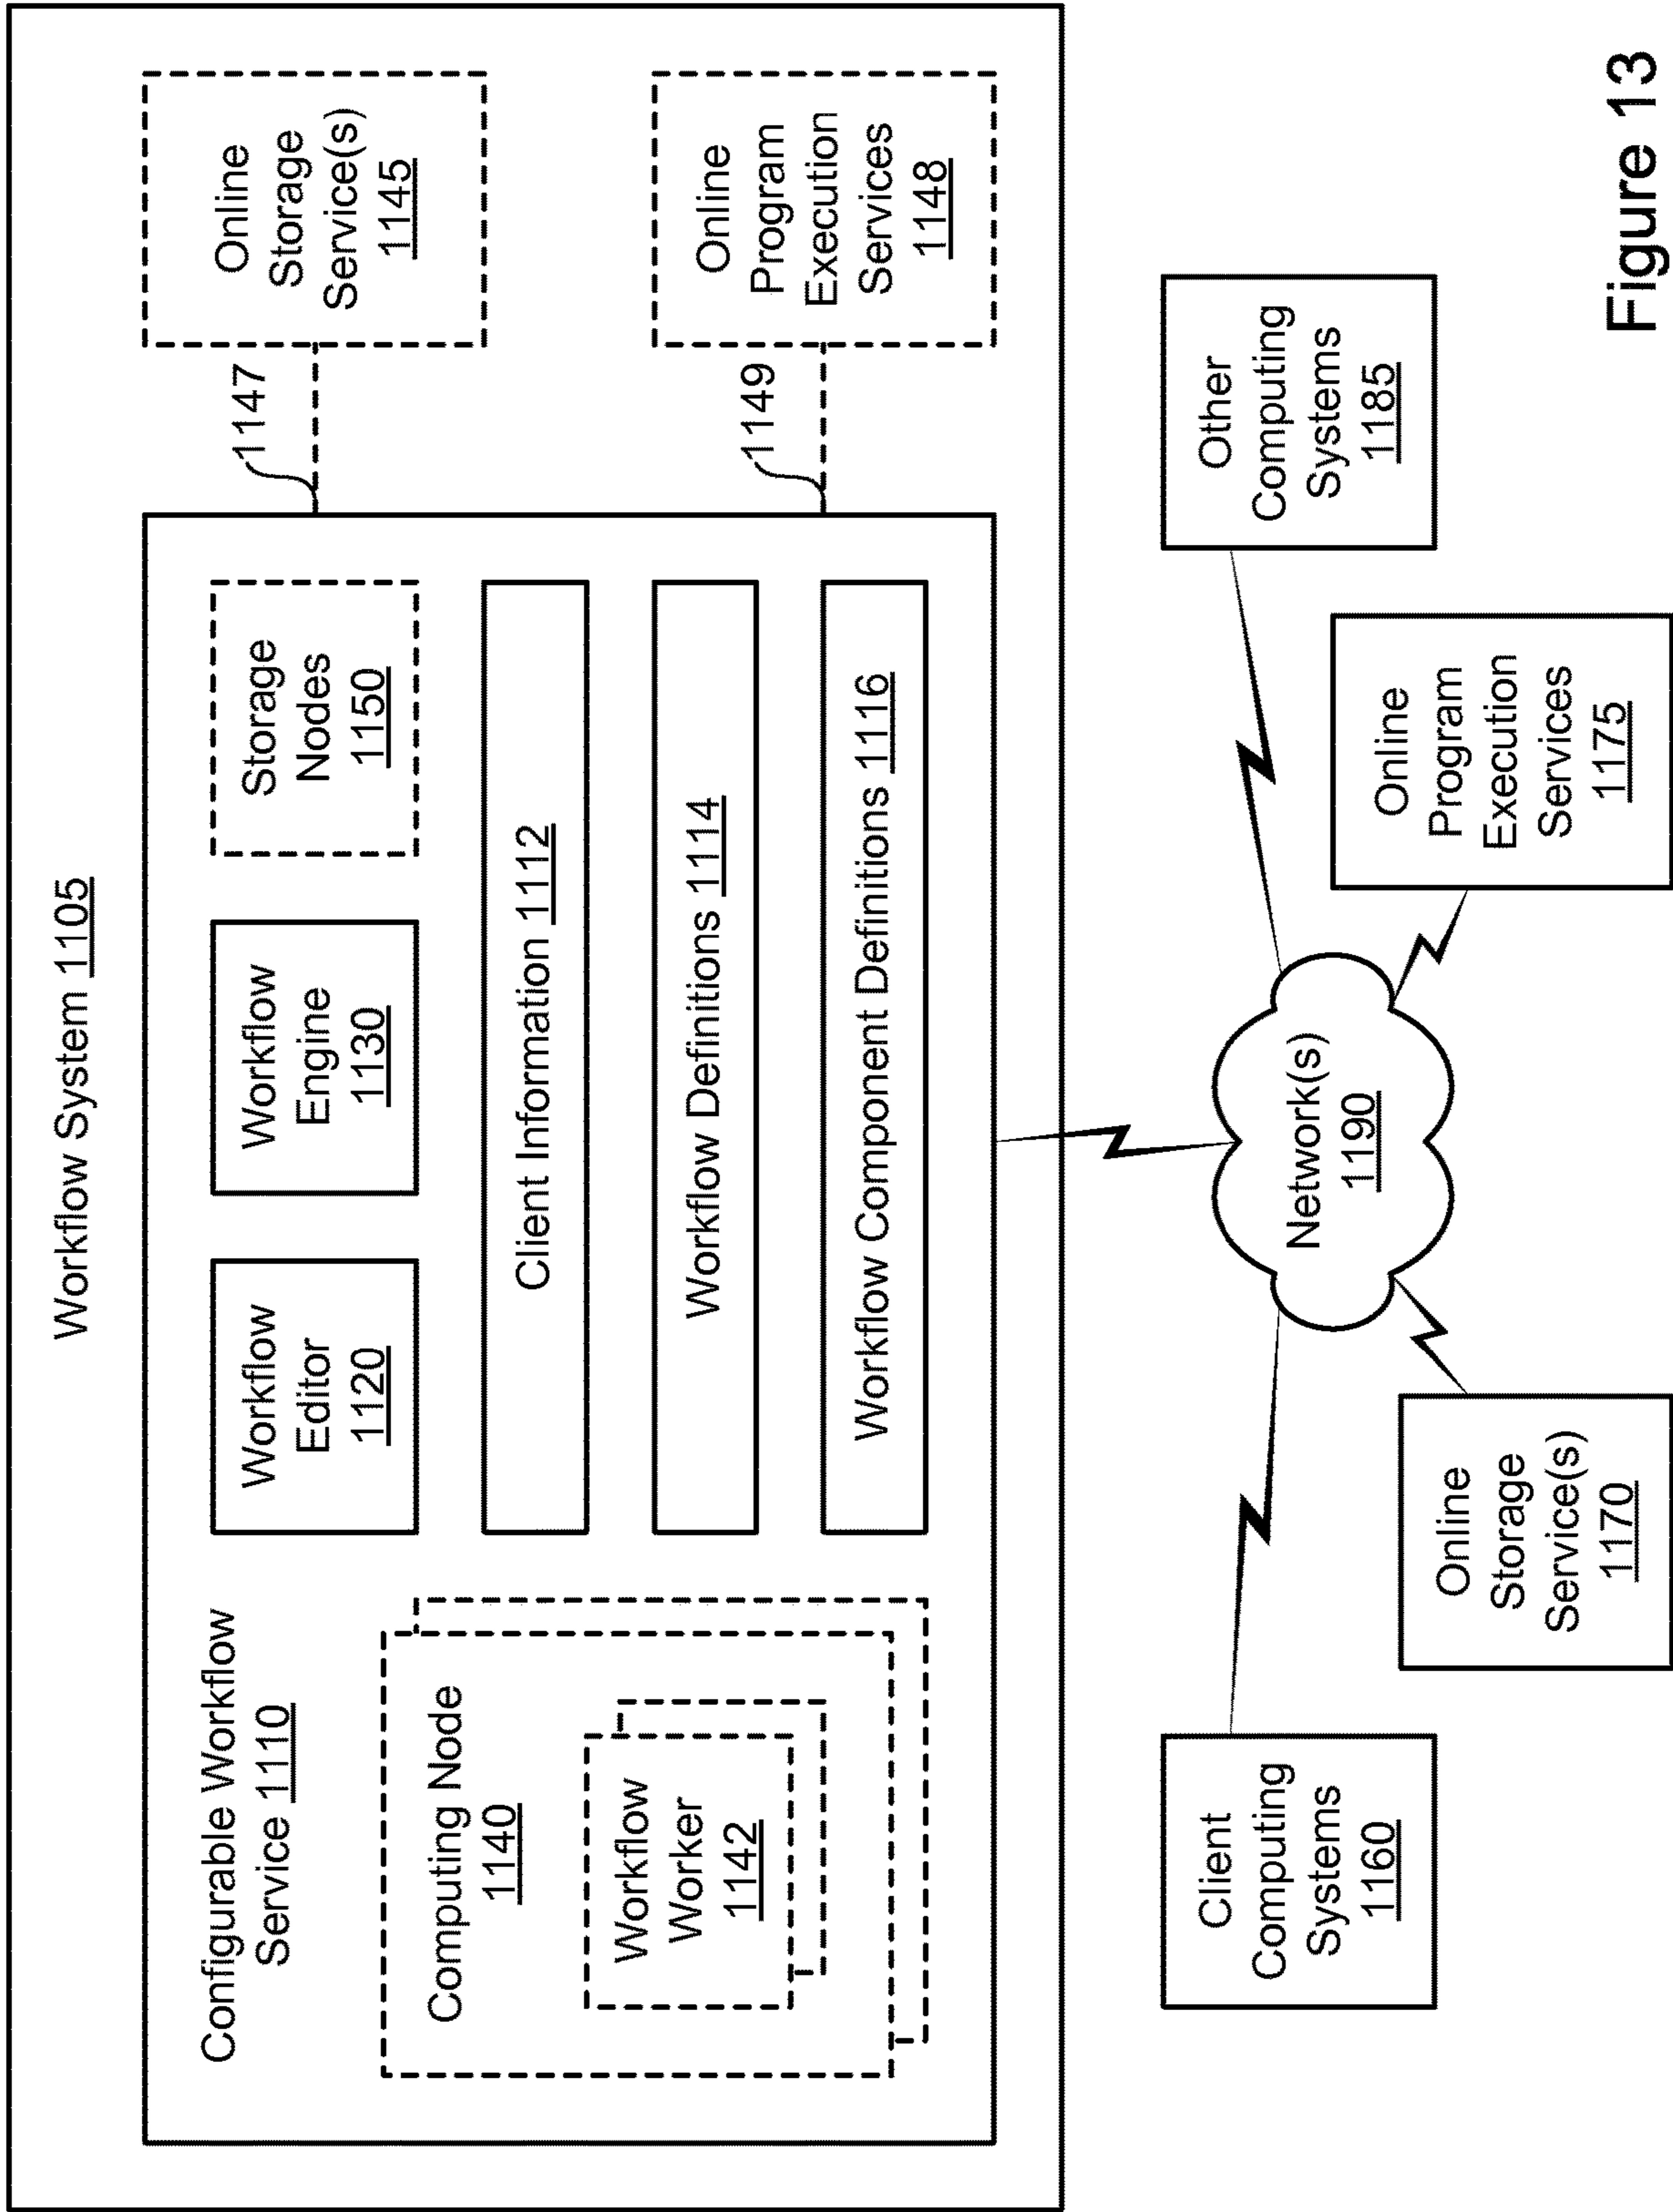 Workflow System 1105
Configurable Workflow
Service 1110
Computing Node
1140
Workflow
Worker
1142
Workflow
Editor
1120
Workflow
Engine
1130
Storage
Nodes
1150
Client Information 1112
Workflow Definitions 1114
Workflow Component Definitions 1116
1147
Online
Storage
Service(s)
1145
1149
Online
Program
Execution
Services
1148
Client
Computing
Systems
1160
Online
Storage
Service(s)
1170
Network(s)
1190
Online
Program
Execution
Services
1175
Other
Computing
Systems
1185
Figure 13